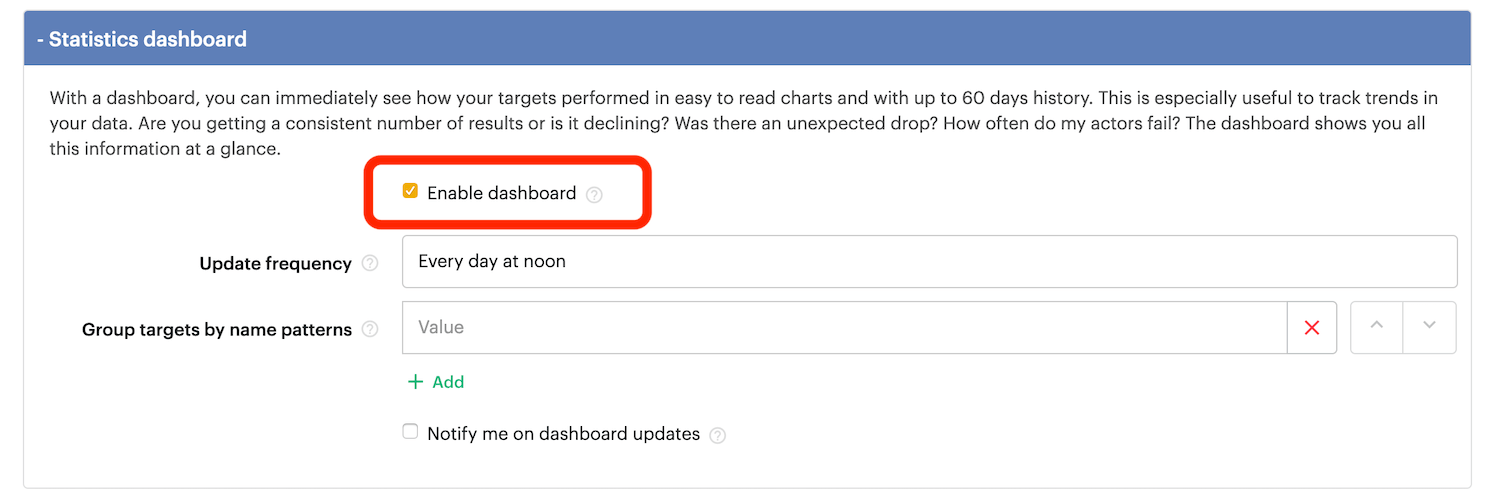 - Statistics dashboard
With a dashboard, you can immediately see how your targets performed in easy to read charts and with up to 60 days history. This is especially useful to track trends in
your data. Are you getting a consistent number of results or is it declining? Was there an unexpected drop? How often do my actors fail? The dashboard shows you all
this information at a glance.
Enable dashboard ?
Update frequency ? Every day at noon
Group targets by name patterns ? Value
+ Add
Notify me on dashboard updates ?